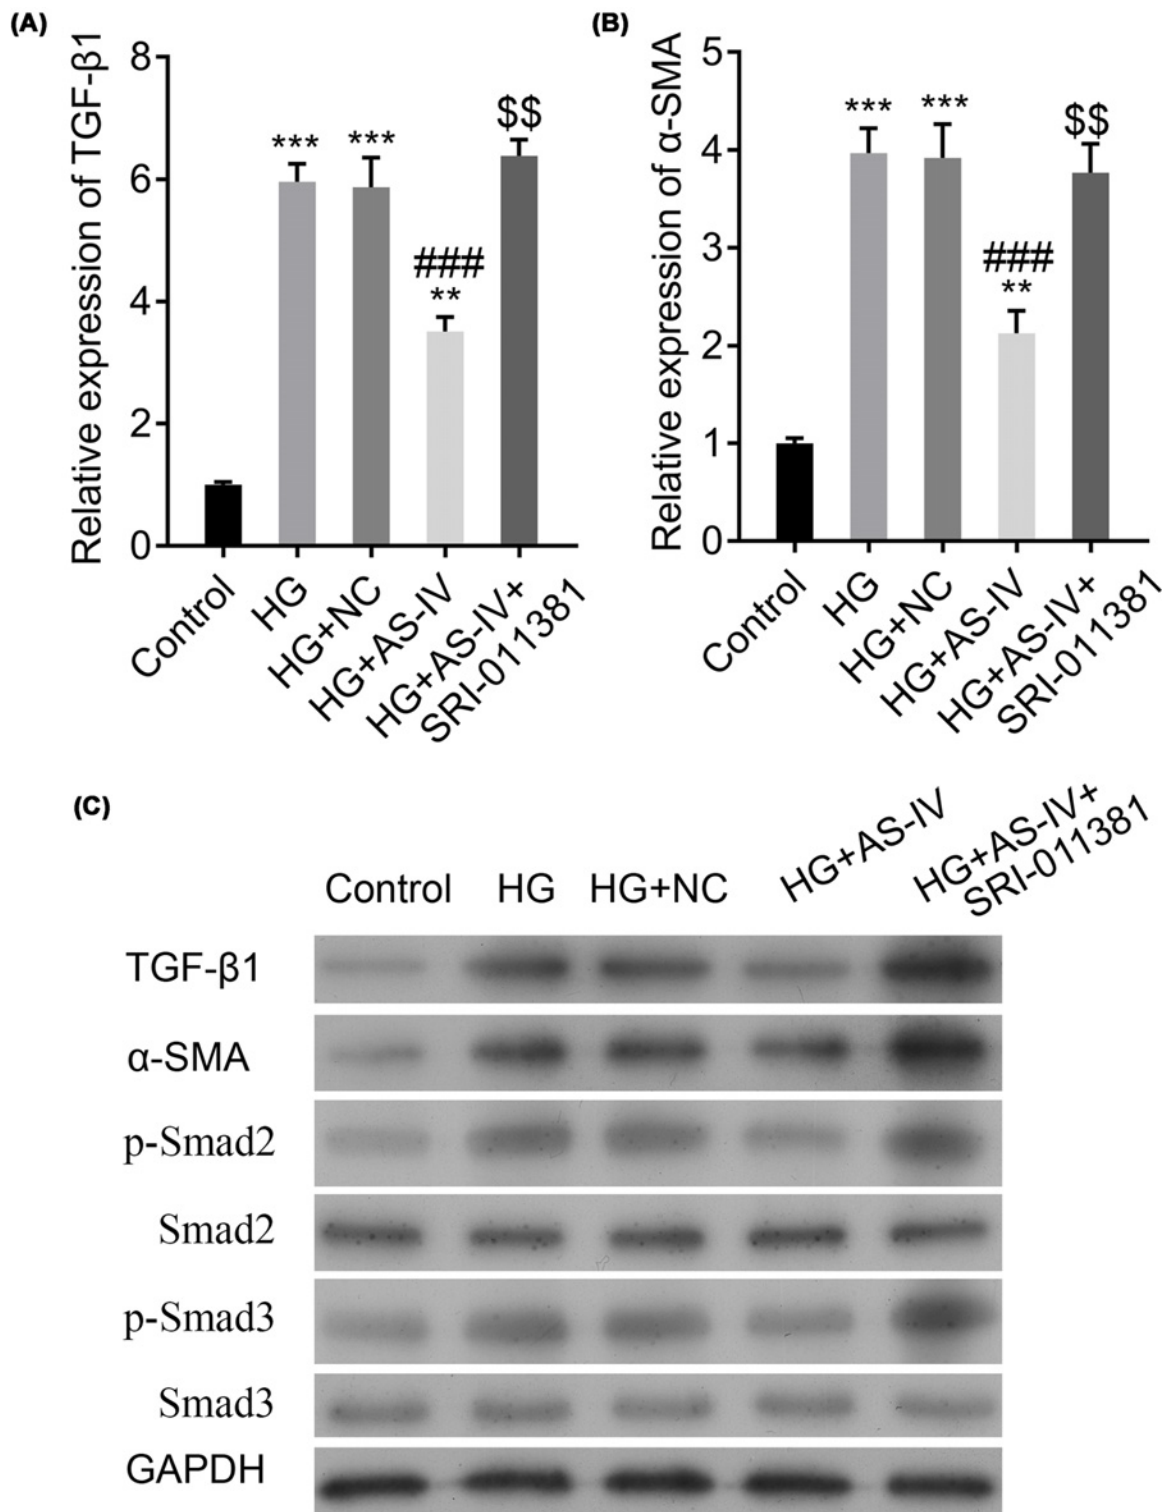 (A)
Relative expression of TGF-β1
8
6
4
2
0
***
***
###
**
$$
Control
HG
HG+NC
HG+AS-IV
HG+AS-IV+
SRI-011381
(B)
Relative expression of α-SMA
5
4
3
2
1
0
***
***
###
**
$$
Control
HG
HG+NC
HG+AS-IV
HG+AS-IV+
SRI-011381
(C)
Control
HG
HG+NC
HG+AS-IV
HG+AS-IV+
SRI-011381
TGF-β1
α-SMA
p-Smad2
Smad2
p-Smad3
Smad3
GAPDH